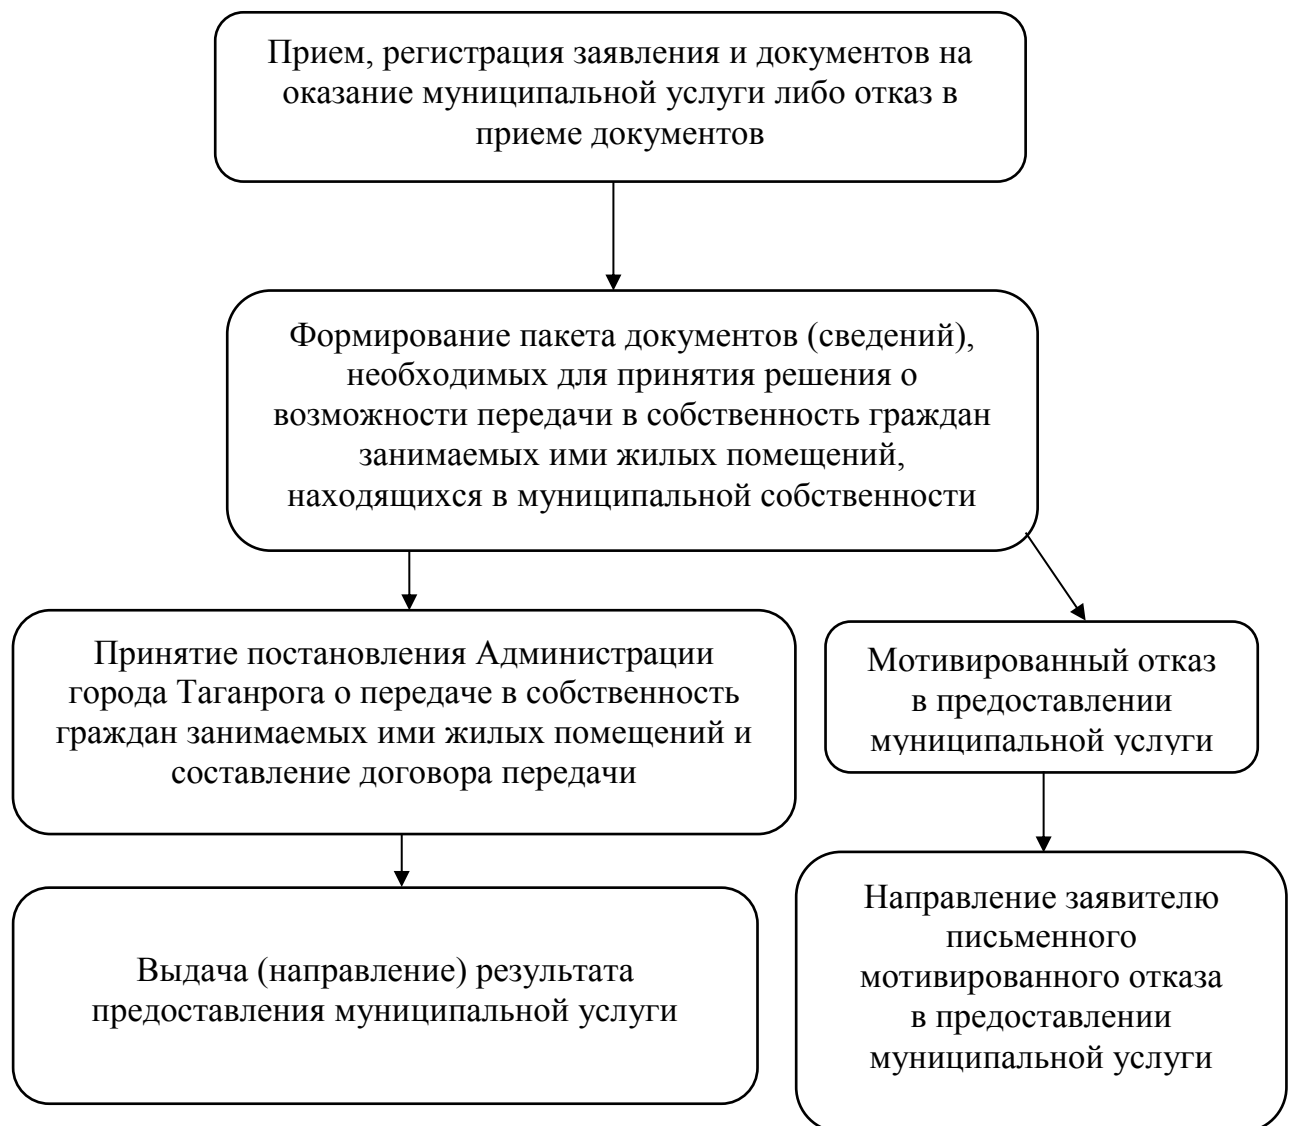 Прием, регистрация заявления и документов на
оказание муниципальной услуги либо отказ в
приеме документов
Формирование пакета документов (сведений),
необходимых для принятия решения о
возможности передачи в собственность граждан
занимаемых ими жилых помещений,
находящихся в муниципальной собственности
Принятие постановления Администрации
города Таганрога о передаче в собственность
граждан занимаемых ими жилых помещений и
составление договора передачи
Мотивированный отказ
в предоставлении
муниципальной услуги
Выдача (направление) результата
предоставления муниципальной услуги
Направление заявителю
письменного
мотивированного отказа
в предоставлении
муниципальной услуги